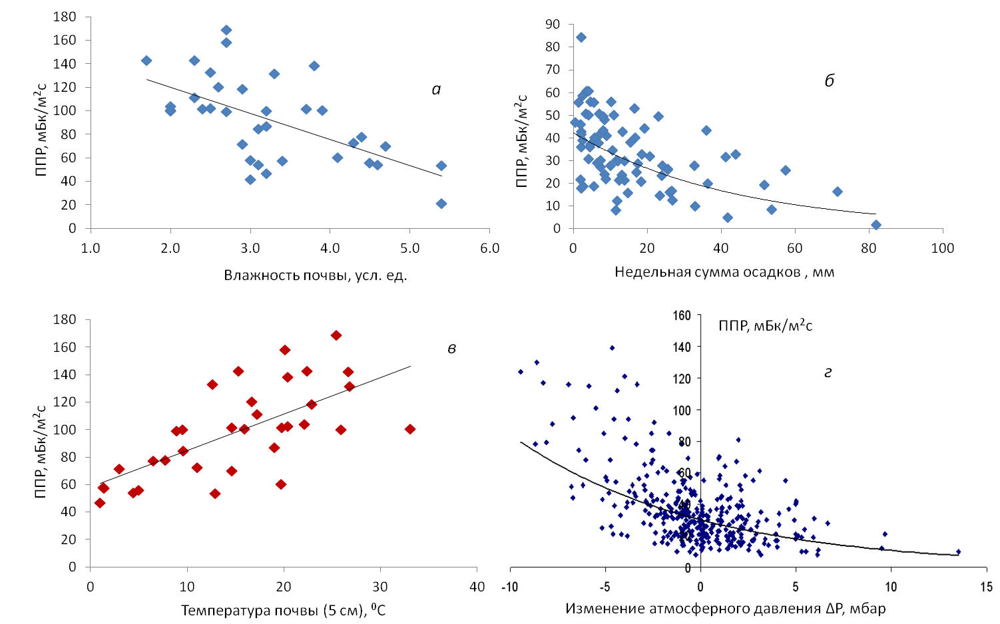 180
160
140
120
100
80
60
40
20
0
ППР, мБк/м²с
а
1.0 2.0 3.0 4.0 5.0 6.0
Влажность почвы, усл. ед.
90
80
70
60
50
40
30
20
10
0
ППР, мБк/м²с
б
0 20 40 60 80 100
Недельная сумма осадков , мм
180
160
140
120
100
80
60
40
20
0
ППР, мБк/м²с
в
0 10 20 30 40
Температура почвы (5 см), ⁰С
160
140
120
100
80
60
40
20
0
ППР, мБк/м²с
г
-10 -5 0 5 10 15
Изменение атмосферного давления ΔP, мбар